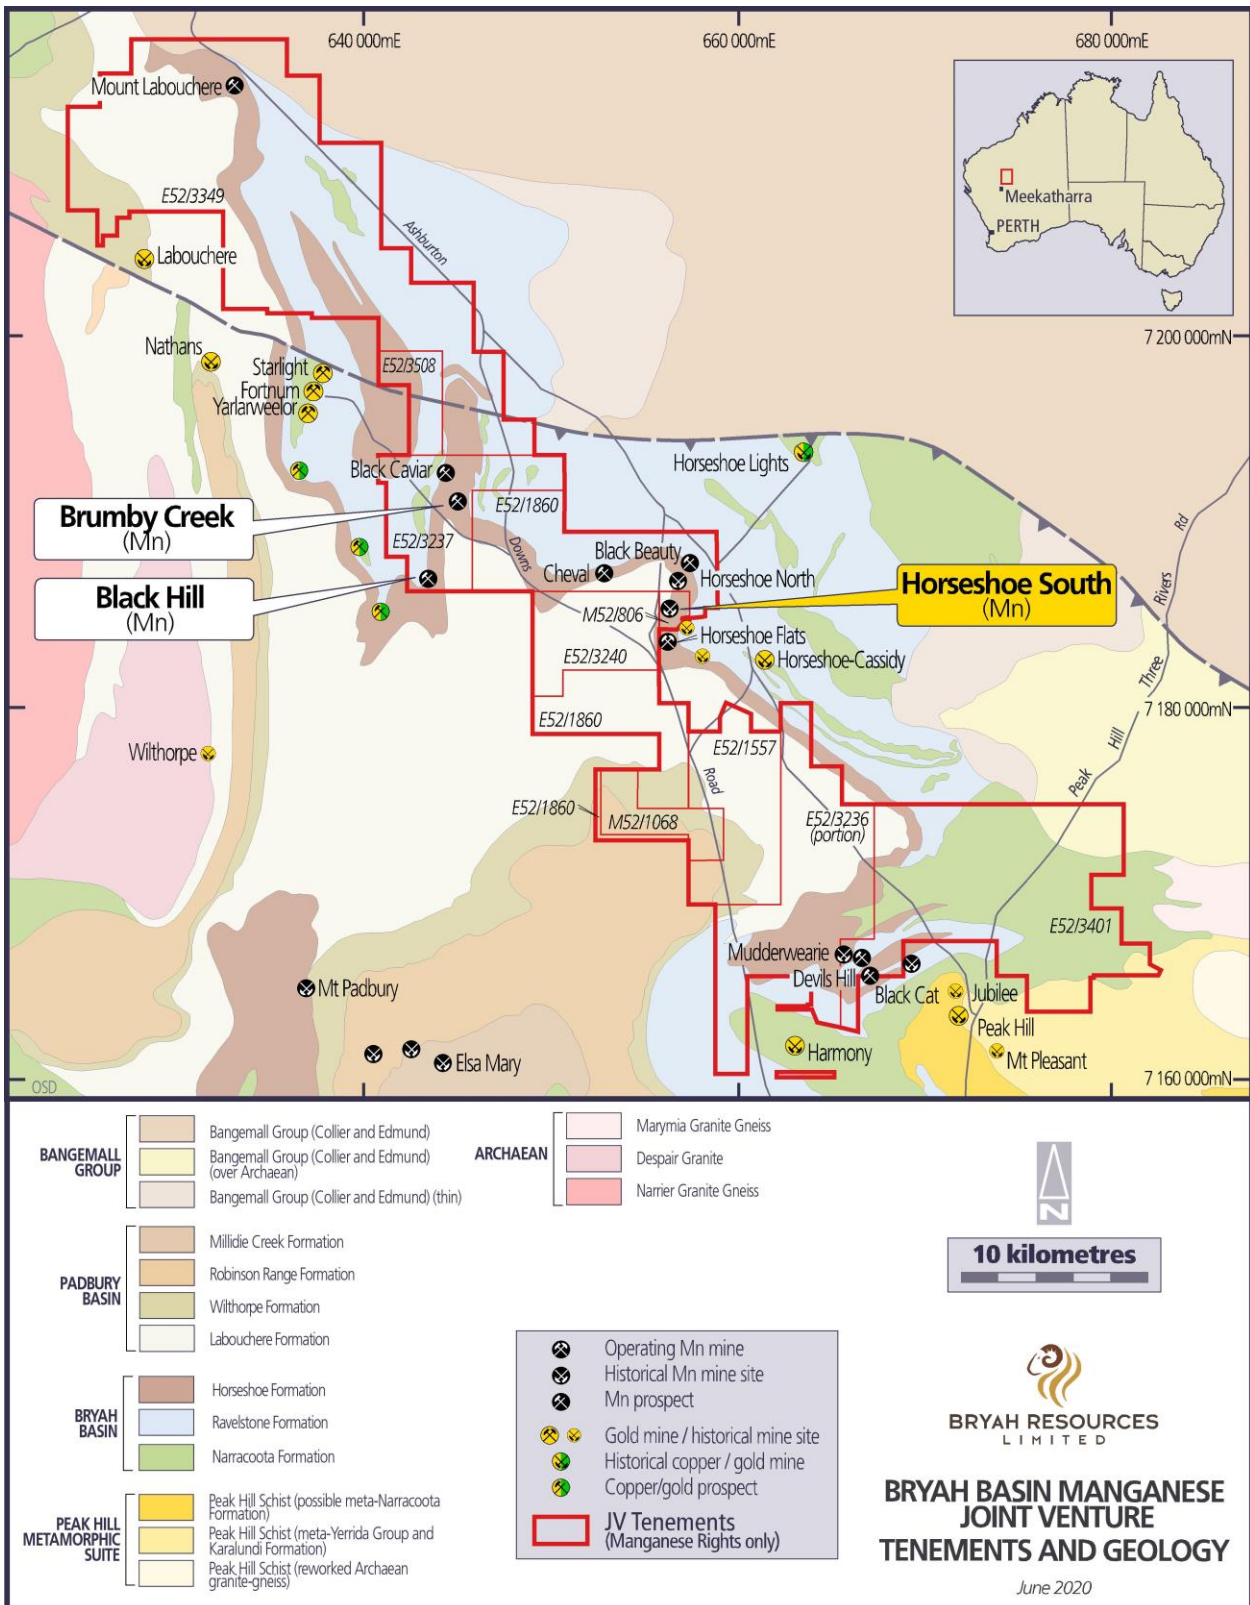 640 000mE
660 000mE
680 000mE
Mount Labouchere
Meekatharra
PERTH
E52/3349
Ashburton
Labouchere
7 200 000mN
Nathans
Starlight
E52/3508
Fortnum
Yarlarweelor
Horseshoe Lights
Black Caviar
E52/1860
Brumby Creek
(Mn)
E52/3237
Downs
Black Beauty
Cheval
Horseshoe North
Horseshoe South
(Mn)
Black Hill
(Mn)
M52/806
Horseshoe Flats
E52/3240
Horseshoe-Cassidy
Rd
Rivers
Three
Hill
Peak
E52/1860
7 180 000mN
E52/1557
Wilthorpe
Road
E52/1860
M52/1068
E52/3236
(portion)
E52/3401
Mudderwearie
Devils Hill
Black Cat
Mt Padbury
Jubilee
Peak Hill
Harmony
Mt Pleasant
Elsa Mary
OSD
7 160 000mN
BANGEMALL
GROUP
Bangemall Group (Collier and Edmund)
Bangemall Group (Collier and Edmund)
(over Archaean)
Bangemall Group (Collier and Edmund) (thin)
PADBURY
BASIN
Millidie Creek Formation
Robinson Range Formation
Wilthorpe Formation
Labouchere Formation
BRYAH
BASIN
Horseshoe Formation
Ravelstone Formation
Narracoota Formation
PEAK HILL
METAMORPHIC
SUITE
Peak Hill Schist (possible meta-Narracoota
Formation)
Peak Hill Schist (meta-Yerrida Group and
Karalundi Formation)
Peak Hill Schist (reworked Archaean
granite-gneiss)
ARCHAEAN
Marymia Granite Gneiss
Despair Granite
Narrier Granite Gneiss
Operating Mn mine
Historical Mn mine site
Mn prospect
Gold mine / historical mine site
Historical copper / gold mine
Copper/gold prospect
JV Tenements
(Manganese Rights only)
N
10 kilometres
BRYAH RESOURCES
LIMITED
BRYAH BASIN MANGANESE
JOINT VENTURE
TENEMENTS AND GEOLOGY
June 2020